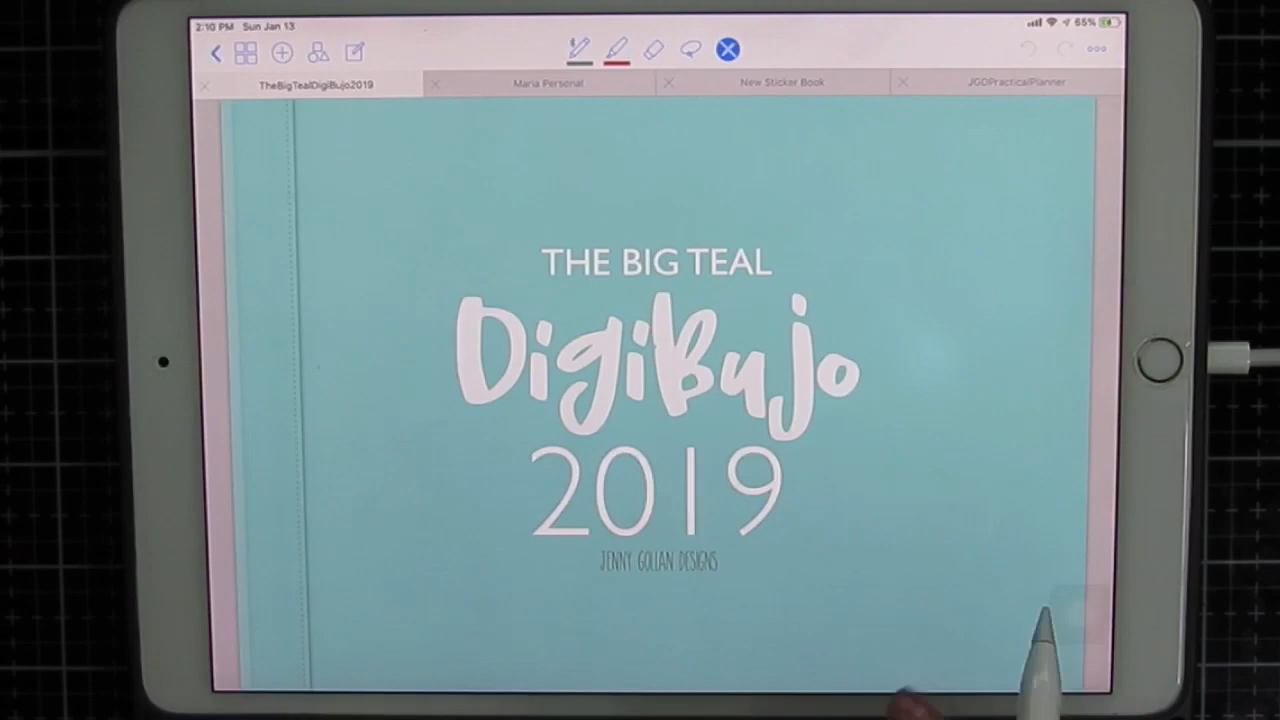 2:10 PM Sun Jan 13
65%
TheBigTealDigiBujo2019
Maria Personal
New Sticker Book
JGDPracticalPlanner
THE BIG TEAL
DigiBujo
2019
JENNY GOLLAN DESIGNS